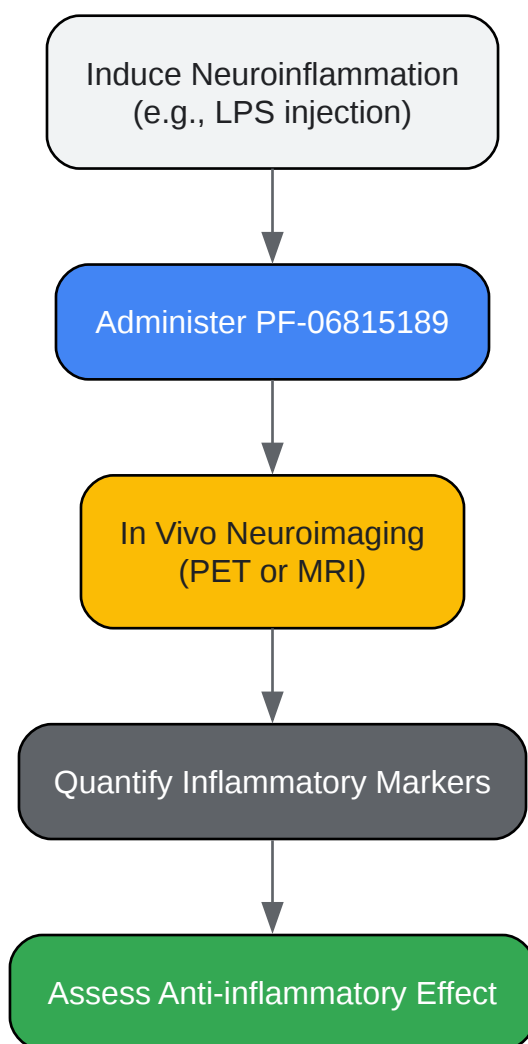 Induce Neuroinflammation
(e.g., LPS injection)
Administer PF-06815189
In Vivo Neuroimaging
(PET or MRI)
Quantify Inflammatory Markers
Assess Anti-inflammatory Effect